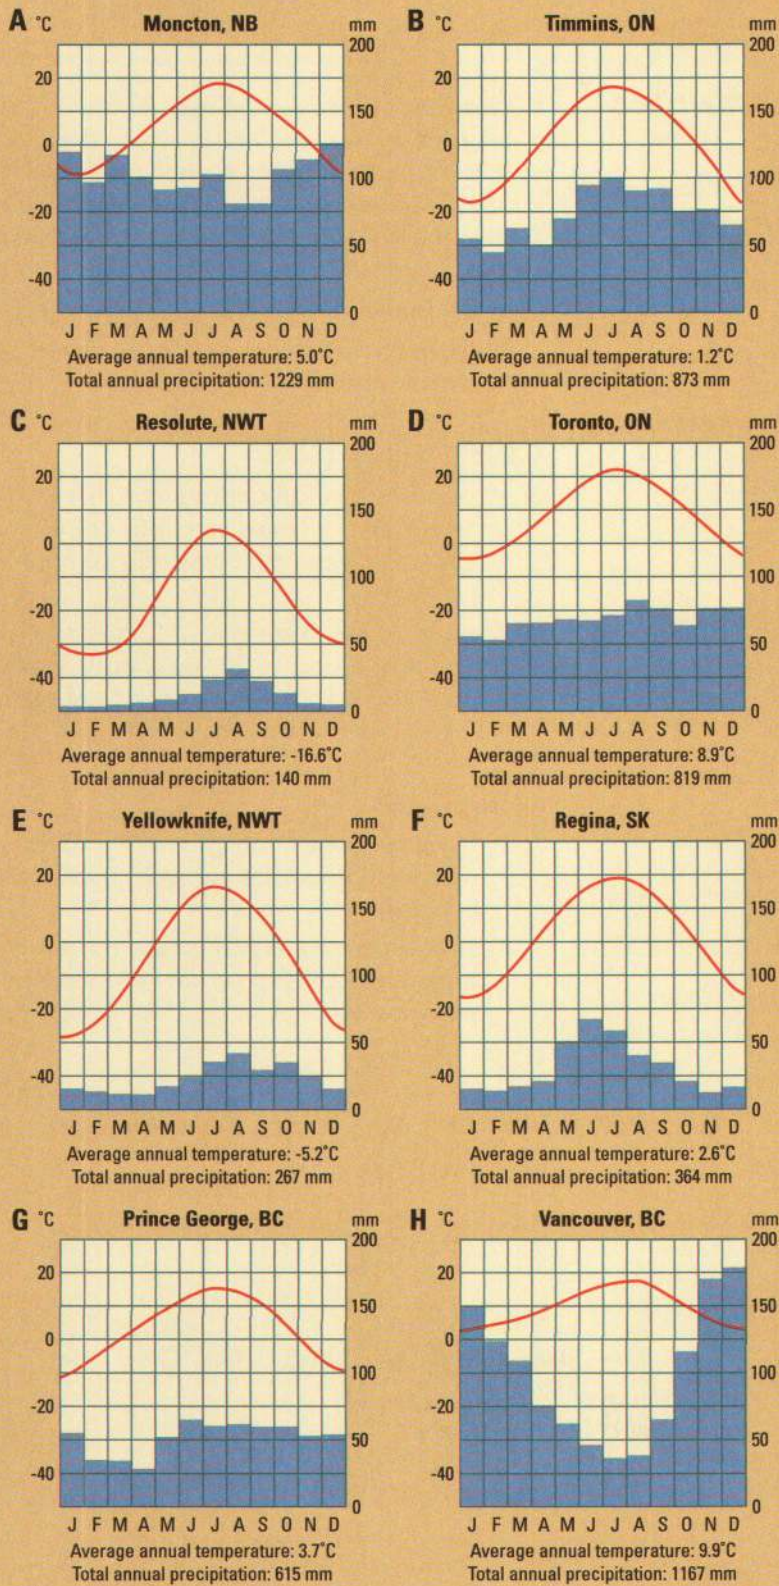 A °C Moncton, NB mm
200
20
150
0
100
-20
50
-40
0
J F M A M J J A S O N D
Average annual temperature: 5.0°C
Total annual precipitation: 1229 mm
B °C Timmins, ON mm
200
20
150
0
100
-20
50
-40
0
J F M A M J J A S O N D
Average annual temperature: 1.2°C
Total annual precipitation: 873 mm
C °C Resolute, NWT mm
200
20
150
0
100
-20
50
-40
0
J F M A M J J A S O N D
Average annual temperature: -16.6°C
Total annual precipitation: 140 mm
D °C Toronto, ON mm
200
20
150
0
100
-20
50
-40
0
J F M A M J J A S O N D
Average annual temperature: 8.9°C
Total annual precipitation: 819 mm
E °C Yellowknife, NWT mm
200
20
150
0
100
-20
50
-40
0
J F M A M J J A S O N D
Average annual temperature: -5.2°C
Total annual precipitation: 267 mm
F °C Regina, SK mm
200
20
150
0
100
-20
50
-40
0
J F M A M J J A S O N D
Average annual temperature: 2.6°C
Total annual precipitation: 364 mm
G °C Prince George, BC mm
200
20
150
0
100
-20
50
-40
0
J F M A M J J A S O N D
Average annual temperature: 3.7°C
Total annual precipitation: 615 mm
H °C Vancouver, BC mm
200
20
150
0
100
-20
50
-40
0
J F M A M J J A S O N D
Average annual temperature: 9.9°C
Total annual precipitation: 1167 mm